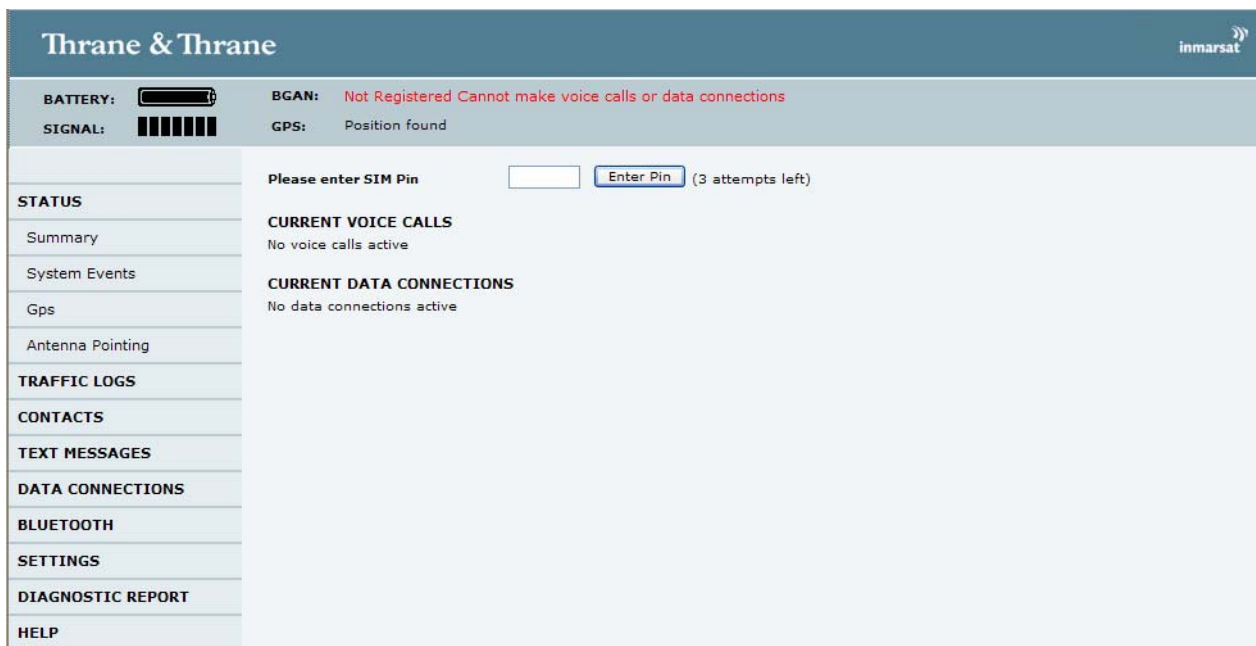 Thrane & Thrane
inmarsat
BATTERY:
BGAN: Not Registered Cannot make voice calls or data connections
SIGNAL:
GPS: Position found
Please enter SIM Pin Enter Pin (3 attempts left)
CURRENT VOICE CALLS
No voice calls active
CURRENT DATA CONNECTIONS
No data connections active
STATUS
Summary
System Events
Gps
Antenna Pointing
TRAFFIC LOGS
CONTACTS
TEXT MESSAGES
DATA CONNECTIONS
BLUETOOTH
SETTINGS
DIAGNOSTIC REPORT
HELP